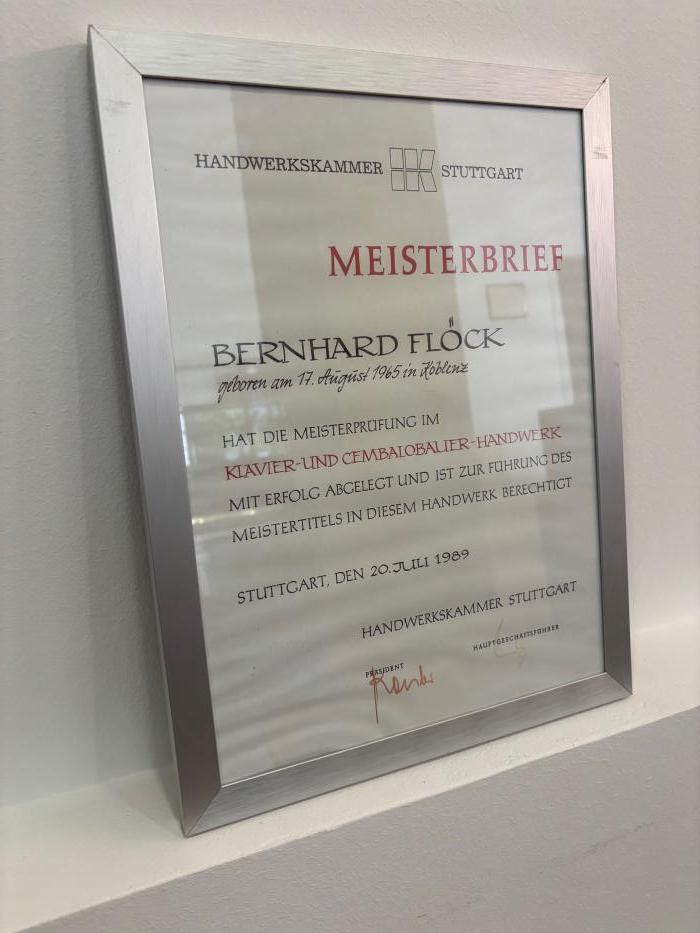 HANDWERKSKAMMER STUTTGART
MEISTERBRIEF
BERNHARD FLÖCK
geboren am 17. August 1965 in Koblenz
HAT DIE MEISTERPRÜFUNG IM
KLAVIER-UND CEMBALOBAUER-HANDWERK
MIT ERFOLG ABGELEGT UND IST ZUR FÜHRUNG DES
MEISTERTITELS IN DIESEM HANDWERK BERECHTIGT
STUTTGART, DEN 20. JULI 1989
HANDWERKSKAMMER STUTTGART
PRÄSIDENT HAUPTGESCHÄFTSFÜHRER